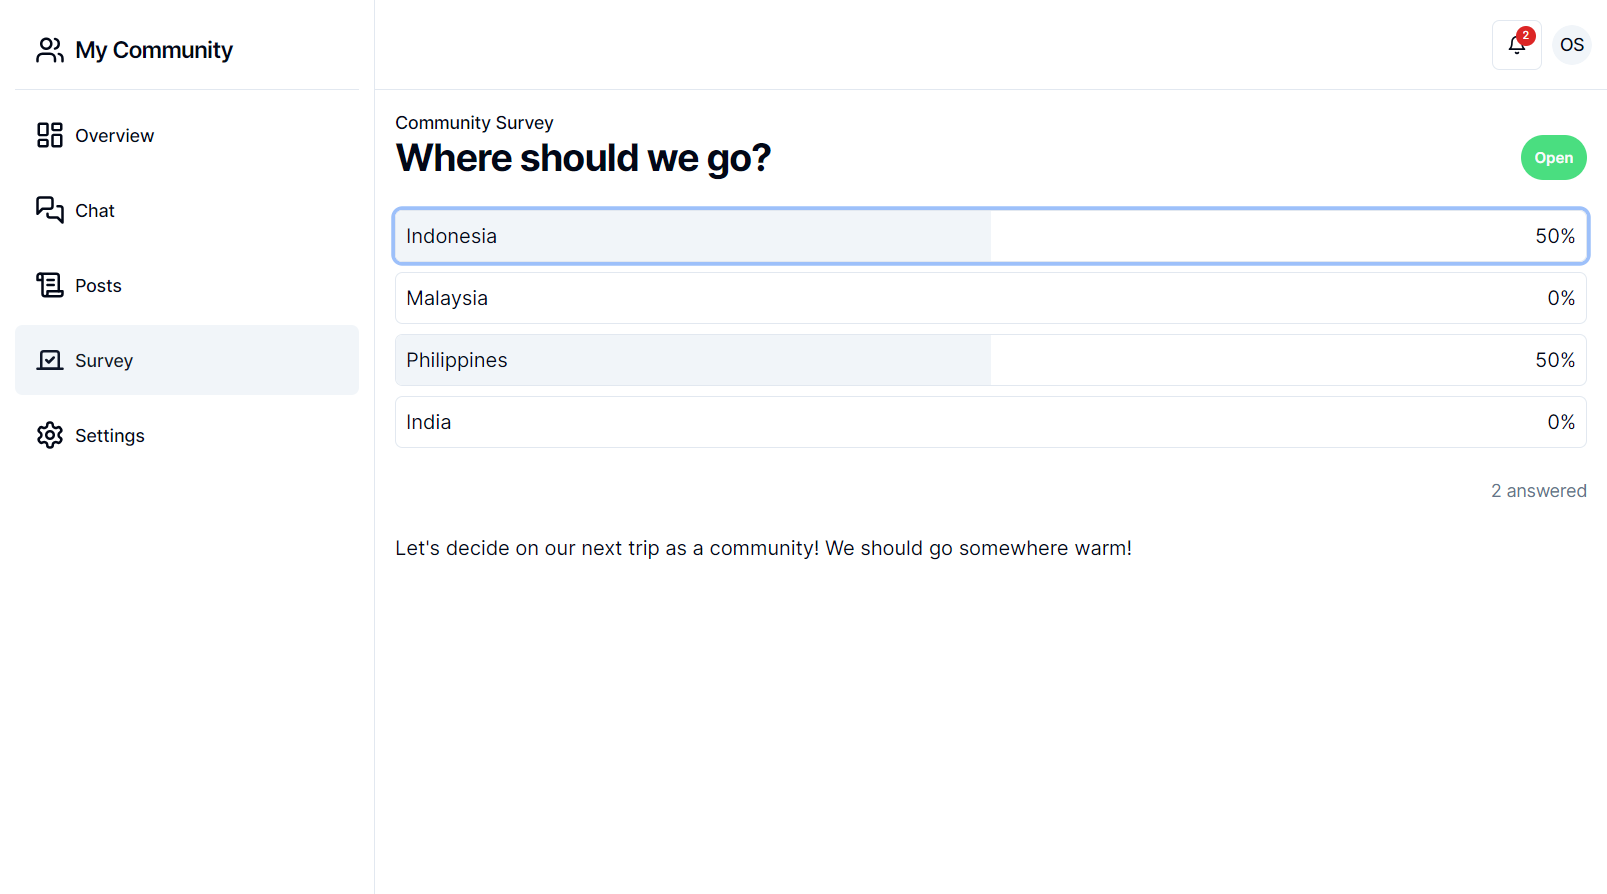 My Community
2
OS
Overview
Chat
Posts
Survey
Settings
Community Survey
Where should we go?
Open
Indonesia 50%
Malaysia 0%
Philippines 50%
India 0%
2 answered
Let's decide on our next trip as a community! We should go somewhere warm!